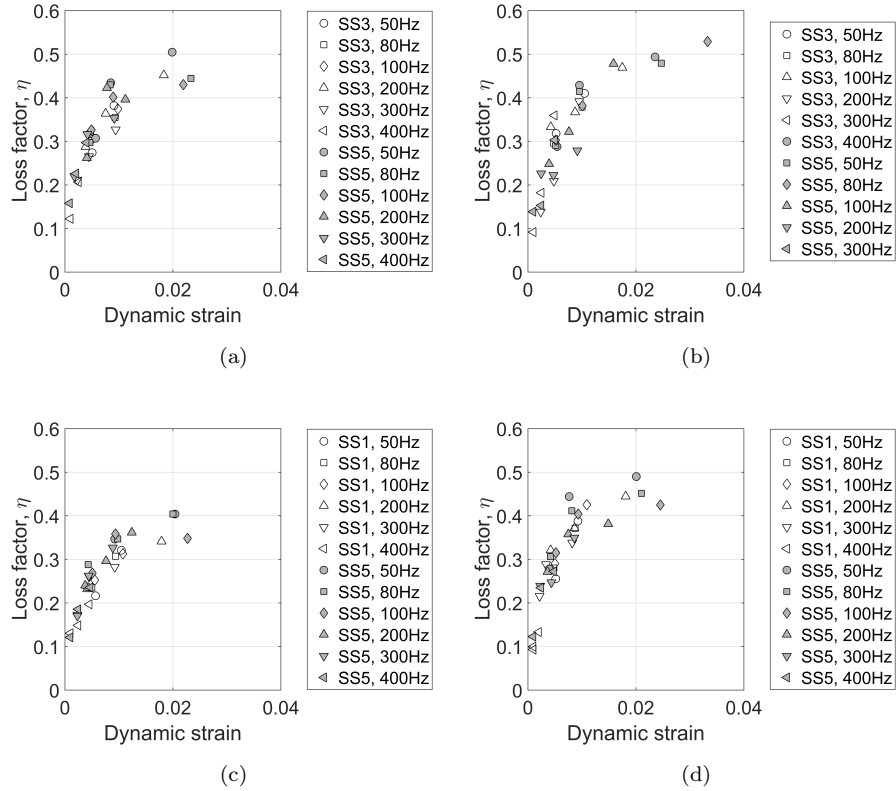 0.6
0.5
0.4
0.3
0.2
0.1
0
0 0.02 0.04
Loss factor, η
Dynamic strain
SS3, 50Hz
SS3, 80Hz
SS3, 100Hz
SS3, 200Hz
SS3, 300Hz
SS3, 400Hz
SS5, 50Hz
SS5, 80Hz
SS5, 100Hz
SS5, 200Hz
SS5, 300Hz
SS5, 400Hz
(a)
0.6
0.5
0.4
0.3
0.2
0.1
0
0 0.02 0.04
Loss factor, η
Dynamic strain
SS3, 50Hz
SS3, 80Hz
SS3, 100Hz
SS3, 200Hz
SS3, 300Hz
SS3, 400Hz
SS5, 50Hz
SS5, 80Hz
SS5, 100Hz
SS5, 200Hz
SS5, 300Hz
(b)
0.6
0.5
0.4
0.3
0.2
0.1
0
0 0.02 0.04
Loss factor, η
Dynamic strain
SS1, 50Hz
SS1, 80Hz
SS1, 100Hz
SS1, 200Hz
SS1, 300Hz
SS1, 400Hz
SS5, 50Hz
SS5, 80Hz
SS5, 100Hz
SS5, 200Hz
SS5, 300Hz
SS5, 400Hz
(c)
0.6
0.5
0.4
0.3
0.2
0.1
0
0 0.02 0.04
Loss factor, η
Dynamic strain
SS1, 50Hz
SS1, 80Hz
SS1, 100Hz
SS1, 200Hz
SS1, 300Hz
SS1, 400Hz
SS5, 50Hz
SS5, 80Hz
SS5, 100Hz
SS5, 200Hz
SS5, 300Hz
SS5, 400Hz
(d)